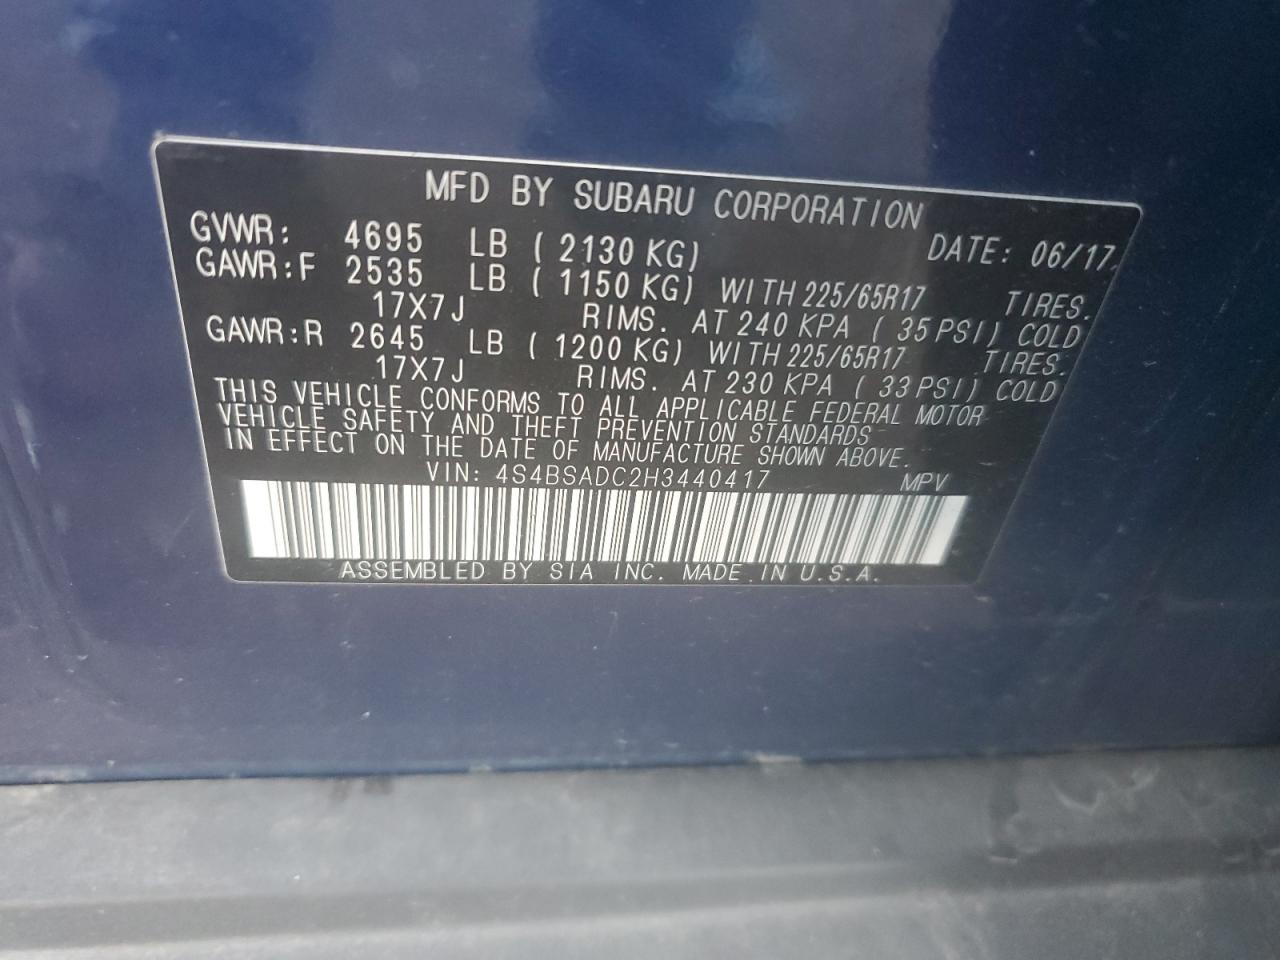 MFD BY SUBARU CORPORATION
GVWR: 4695 LB ( 2130 KG) DATE: 06/17
GAWR:F 2535 LB ( 1150 KG) WITH 225/65R17 TIRES.
17X7J RIMS. AT 240 KPA ( 35 PSI) COLD
GAWR:R 2645 LB ( 1200 KG) WITH 225/65R17 TIRES.
17X7J RIMS. AT 230 KPA ( 33 PSI) COLD
THIS VEHICLE CONFORMS TO ALL APPLICABLE FEDERAL MOTOR
VEHICLE SAFETY AND THEFT PREVENTION STANDARDS
IN EFFECT ON THE DATE OF MANUFACTURE SHOWN ABOVE.
VIN: 4S4BSADC2H3440417 MPV
ASSEMBLED BY SIA INC. MADE IN U.S.A.